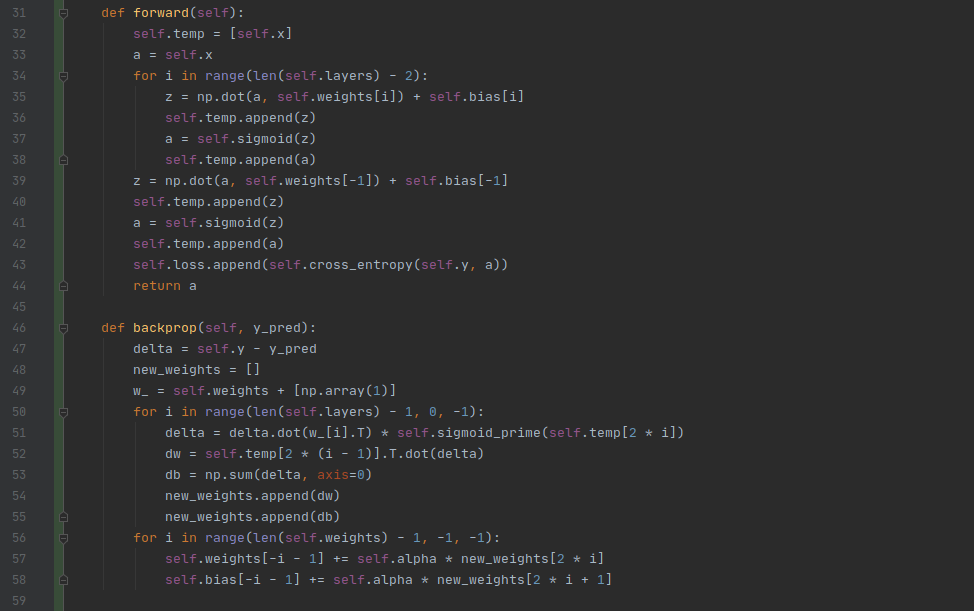 31 def forward(self):
32 self.temp = [self.x]
33 a = self.x
34 for i in range(len(self.layers) - 2):
35 z = np.dot(a, self.weights[i]) + self.bias[i]
36 self.temp.append(z)
37 a = self.sigmoid(z)
38 self.temp.append(a)
39 z = np.dot(a, self.weights[-1]) + self.bias[-1]
40 self.temp.append(z)
41 a = self.sigmoid(z)
42 self.temp.append(a)
43 self.loss.append(self.cross_entropy(self.y, a))
44 return a
45
46 def backprop(self, y_pred):
47 delta = self.y - y_pred
48 new_weights = []
49 w_ = self.weights + [np.array(1)]
50 for i in range(len(self.layers) - 1, 0, -1):
51 delta = delta.dot(w_[i].T) * self.sigmoid_prime(self.temp[2 * i])
52 dw = self.temp[2 * (i - 1)].T.dot(delta)
53 db = np.sum(delta, axis=0)
54 new_weights.append(dw)
55 new_weights.append(db)
56 for i in range(len(self.weights) - 1, -1, -1):
57 self.weights[-i - 1] += self.alpha * new_weights[2 * i]
58 self.bias[-i - 1] += self.alpha * new_weights[2 * i + 1]
59